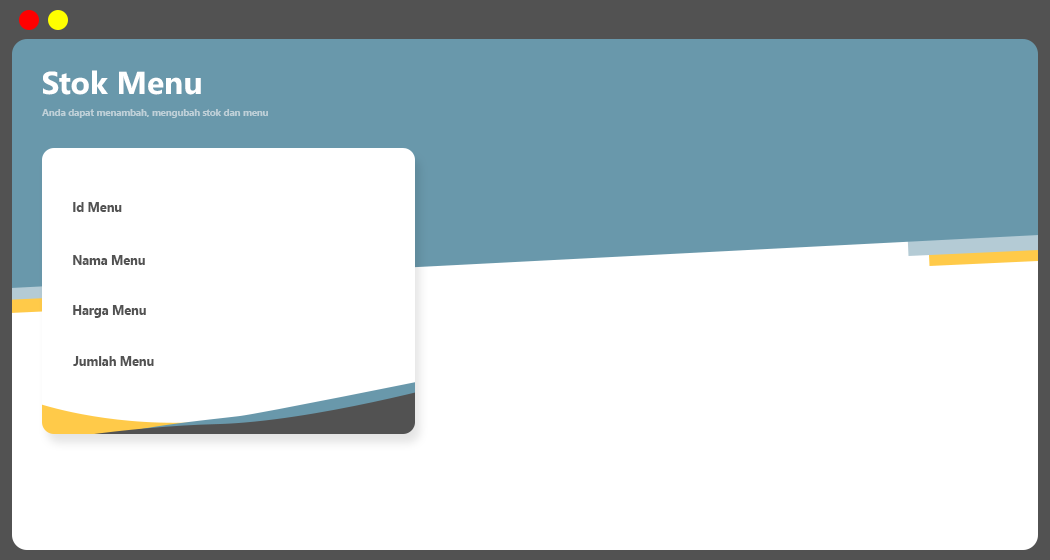 Stok Menu
Anda dapat menambah, mengubah stok dan menu
Id Menu
Nama Menu
Harga Menu
Jumlah Menu